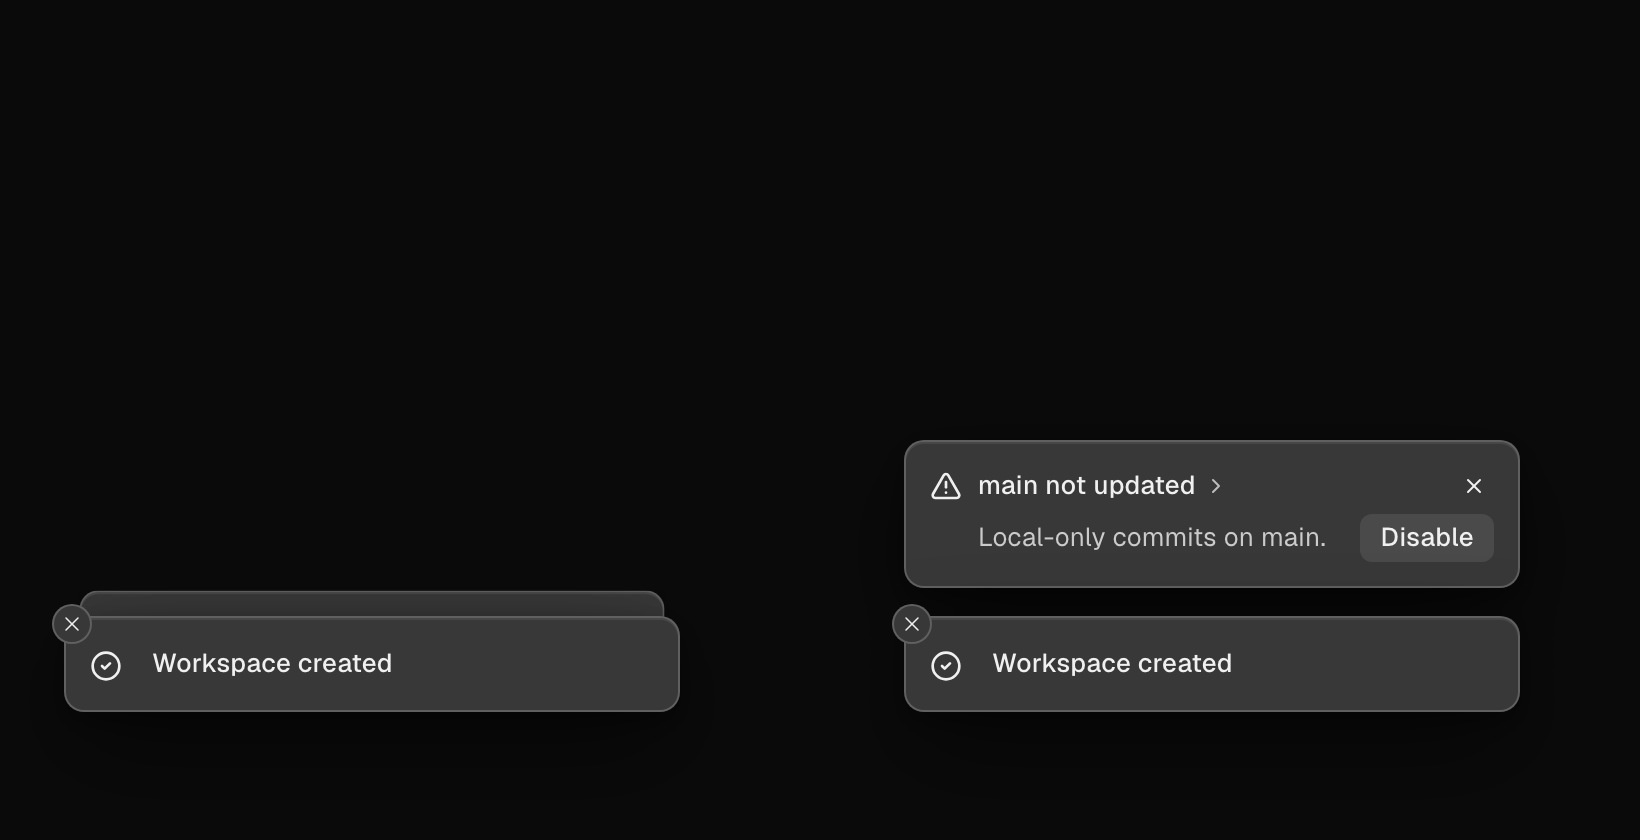 main not updated
Local-only commits on main.
Disable
Workspace created
Workspace created